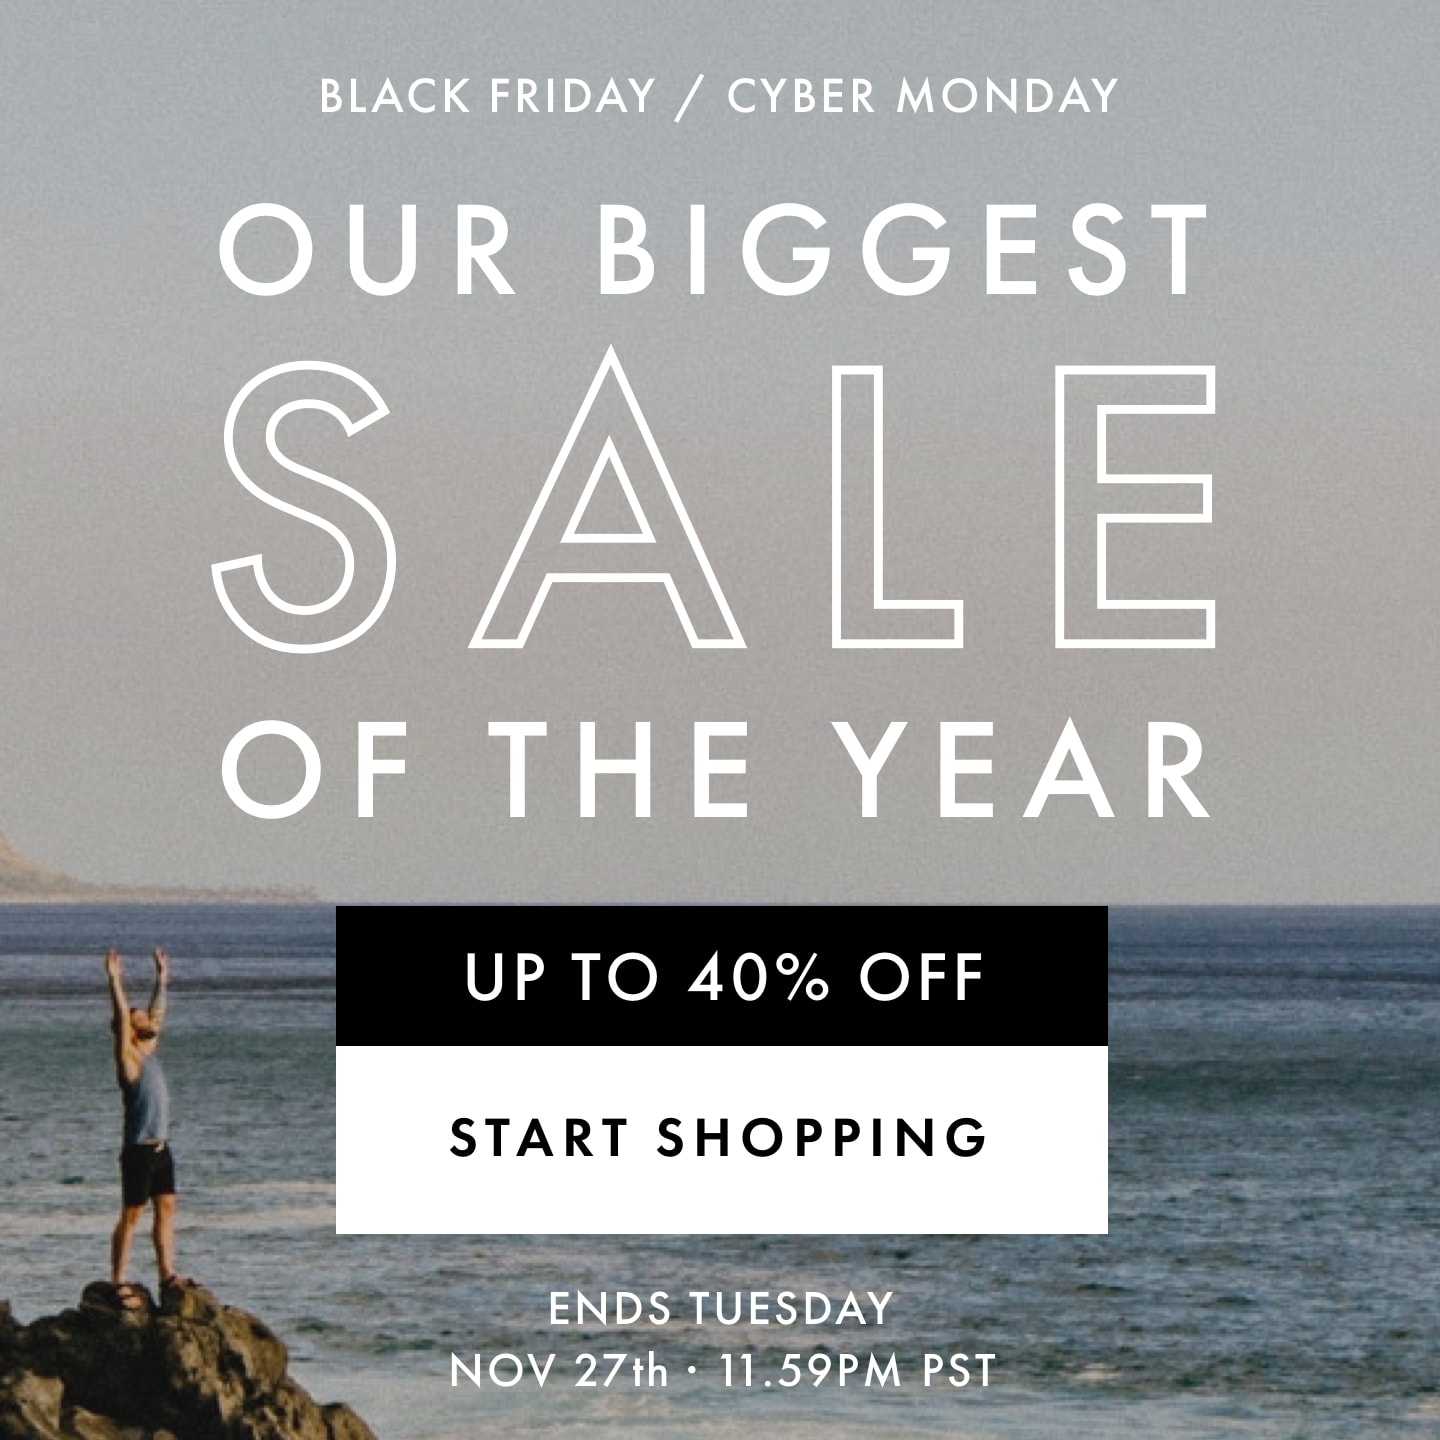 BLACK FRIDAY / CYBER MONDAY
OUR BIGGEST
SALE
OF THE YEAR
UP TO 40% OFF
START SHOPPING
ENDS TUESDAY
NOV 27th · 11.59PM PST